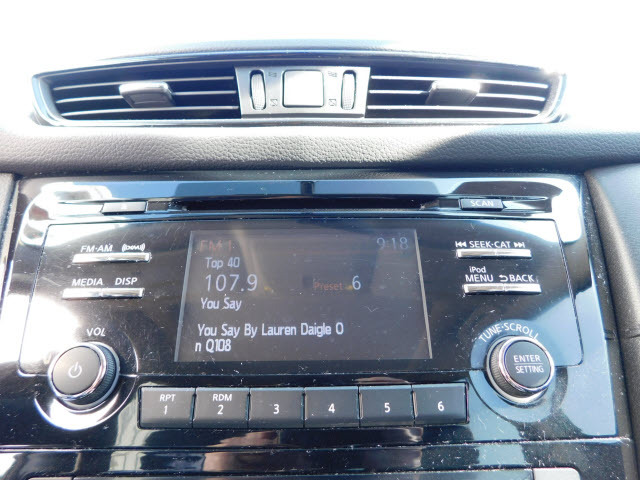 SCAN
FM·AM
SEEK·CAT
MEDIA DISP
iPod
MENU BACK
FM 1 9:18
Top 40
107.9 Preset 6
You Say
You Say By Lauren Daigle O
n Q108
VOL
TUNE·SCROLL
ENTER
SETTING
RPT
1
RDM
2
3
4
5
6